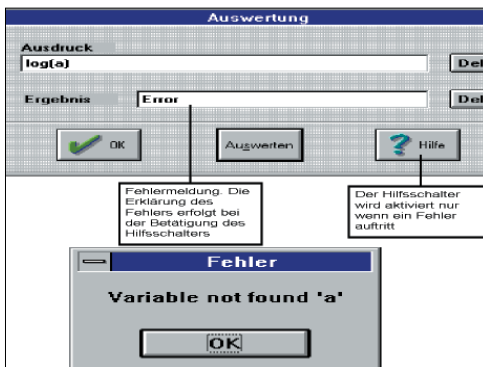 Auswertung
Ausdruck
log(a)
Del
Ergebnis
Error
Del
OK
Auswerten
Hilfe
Fehlermeldung. Die
Erklärung des
Fehlers erfolgt bei
der Betätigung des
Hilfsschalters
Der Hilfsschalter
wird aktiviert nur
wenn ein Fehler
auftritt
Fehler
Variable not found 'a'
OK